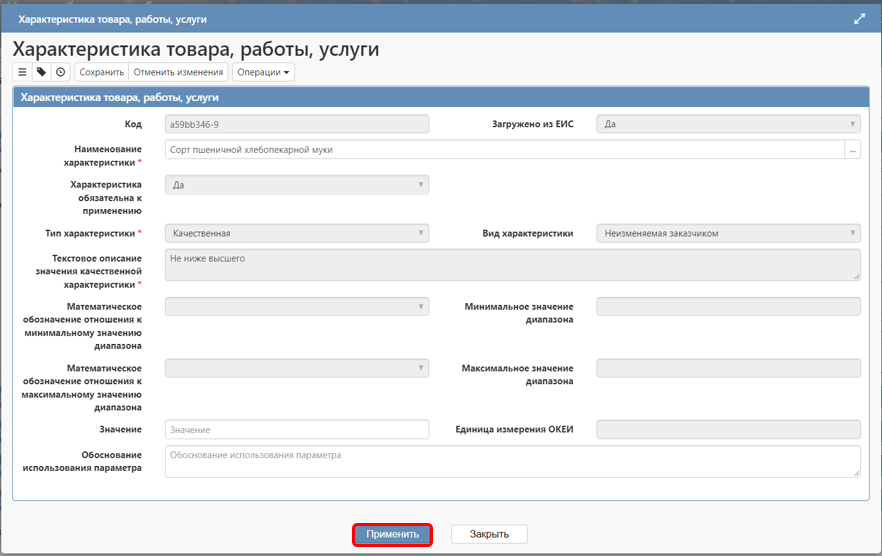 Характеристика товара, работы, услуги
Характеристика товара, работы, услуги
Сохранить Отменить изменения Операции
Характеристика товара, работы, услуги
Код a59bb346-9 Загружено из ЕИС Да
Наименование характеристики * Сорт пшеничной хлебопекарной муки ...
Характеристика обязательна к применению Да
Тип характеристики * Качественная Вид характеристики Неизменяемая заказчиком
Текстовое описание значения качественной характеристики * Не ниже высшего
Математическое обозначение отношения к минимальному значению диапазона Минимальное значение диапазона
Математическое обозначение отношения к максимальному значению диапазона Максимальное значение диапазона
Значение Значение Единица измерения ОКЕИ
Обоснование использования параметра Обоснование использования параметра
Применить Закрыть